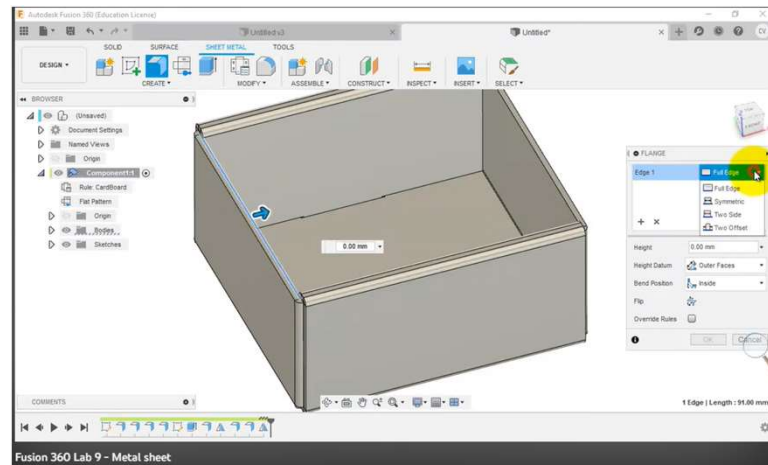 Autodesk Fusion 360 (Education License)
Untitled v3
Untitled*
CV
DESIGN
SOLID SURFACE SHEET METAL TOOLS
CREATE MODIFY ASSEMBLE CONSTRUCT INSPECT INSERT SELECT
BROWSER
(Unsaved)
Document Settings
Named Views
Origin
Component1:1
Rule: CardBoard
Flat Pattern
Origin
Bodies
Sketches
0.00 mm
FLANGE
Edge 1 Full Edge
Full Edge
Symmetric
Two Side
Two Offset
Height 0.00 mm
Height Datum Outer Faces
Bend Position Inside
Flip
Override Rules
OK Cancel
COMMENTS
1 Edge | Length : 91.00 mm
Fusion 360 Lab 9 - Metal sheet